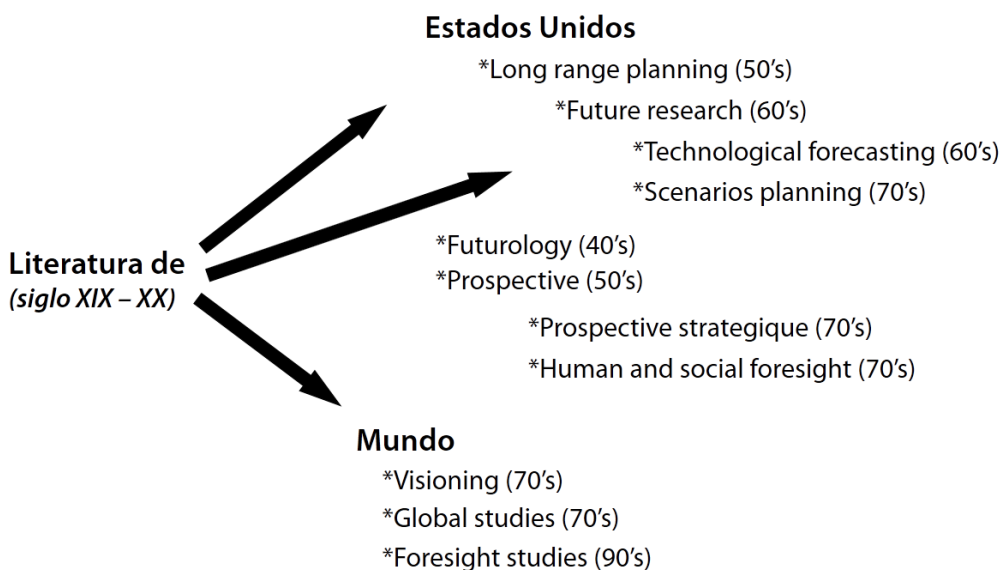 Estados Unidos
*Long range planning (50's)
*Future research (60's)
*Technological forecasting (60's)
*Scenarios planning (70's)
*Futurology (40's)
*Prospective (50's)
Literatura de
(siglo XIX – XX)
*Prospective strategique (70's)
*Human and social foresight (70's)
Mundo
*Visioning (70's)
*Global studies (70's)
*Foresight studies (90's)